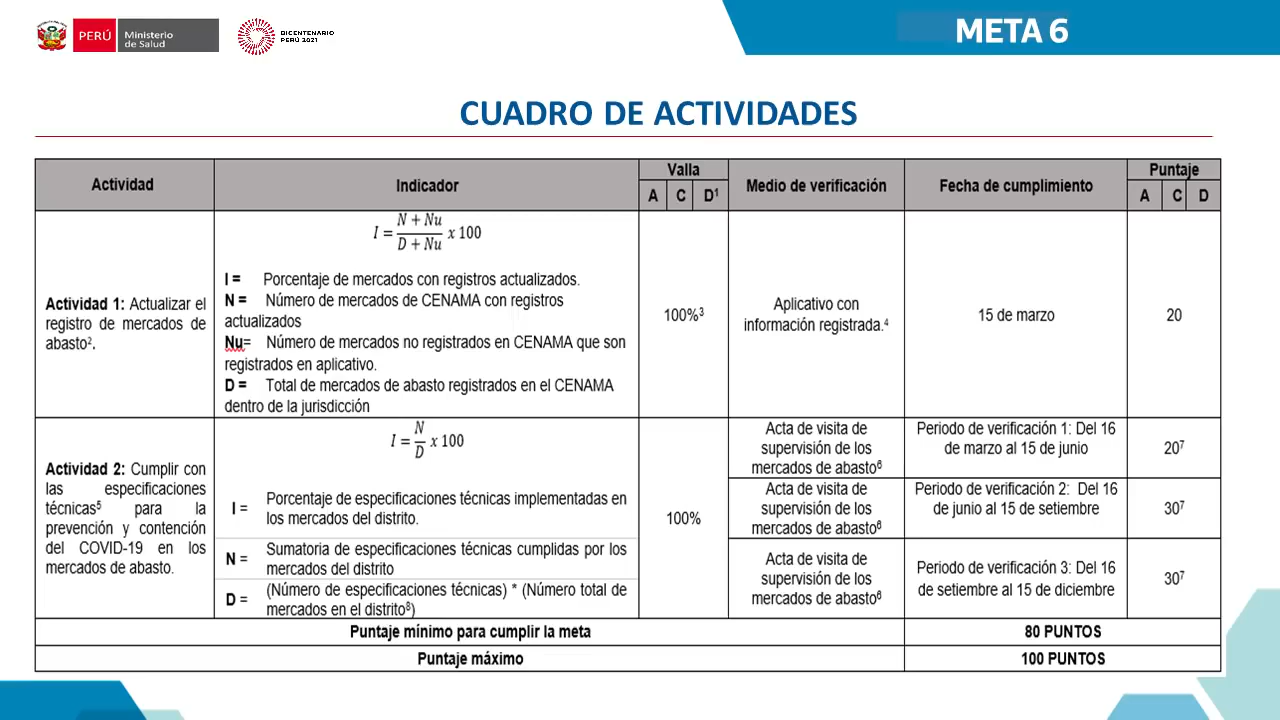 PERÚ
Ministerio
de Salud
BICENTENARIO
PERÚ 2021
META 6
CUADRO DE ACTIVIDADES
Actividad
Indicador
Valla
A C D¹
Medio de verificación
Fecha de cumplimiento
Puntaje
A C D
Actividad 1: Actualizar el
registro de mercados de
abasto².
I = (N + Nu)/(D + Nu) x 100
I = Porcentaje de mercados con registros actualizados.
N = Número de mercados de CENAMA con registros
actualizados
Nu= Número de mercados no registrados en CENAMA que son
registrados en aplicativo.
D = Total de mercados de abasto registrados en el CENAMA
dentro de la jurisdicción
100%³
Aplicativo con
información registrada.⁴
15 de marzo
20
Actividad 2: Cumplir con
las especificaciones
técnicas⁵ para la
prevención y contención
del COVID-19 en los
mercados de abasto.
I = N/D x 100
I = Porcentaje de especificaciones técnicas implementadas en
los mercados del distrito.
N = Sumatoria de especificaciones técnicas cumplidas por los
mercados del distrito
D = (Número de especificaciones técnicas) * (Número total de
mercados en el distrito⁸)
100%
Acta de visita de
supervisión de los
mercados de abasto⁶
Periodo de verificación 1: Del 16
de marzo al 15 de junio
20⁷
Acta de visita de
supervisión de los
mercados de abasto⁶
Periodo de verificación 2: Del 16
de junio al 15 de setiembre
30⁷
Acta de visita de
supervisión de los
mercados de abasto⁶
Periodo de verificación 3: Del 16
de setiembre al 15 de diciembre
30⁷
Puntaje mínimo para cumplir la meta
80 PUNTOS
Puntaje máximo
100 PUNTOS